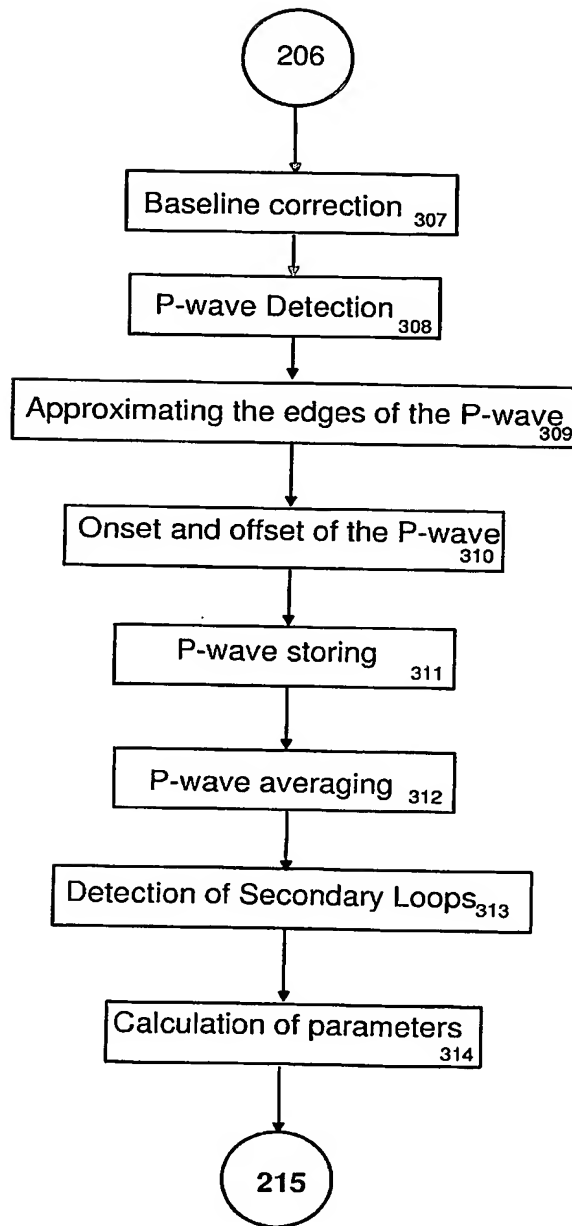 206
Baseline correction 307
P-wave Detection 308
Approximating the edges of the P-wave 309
Onset and offset of the P-wave 310
P-wave storing 311
P-wave averaging 312
Detection of Secondary Loops 313
Calculation of parameters 314
215